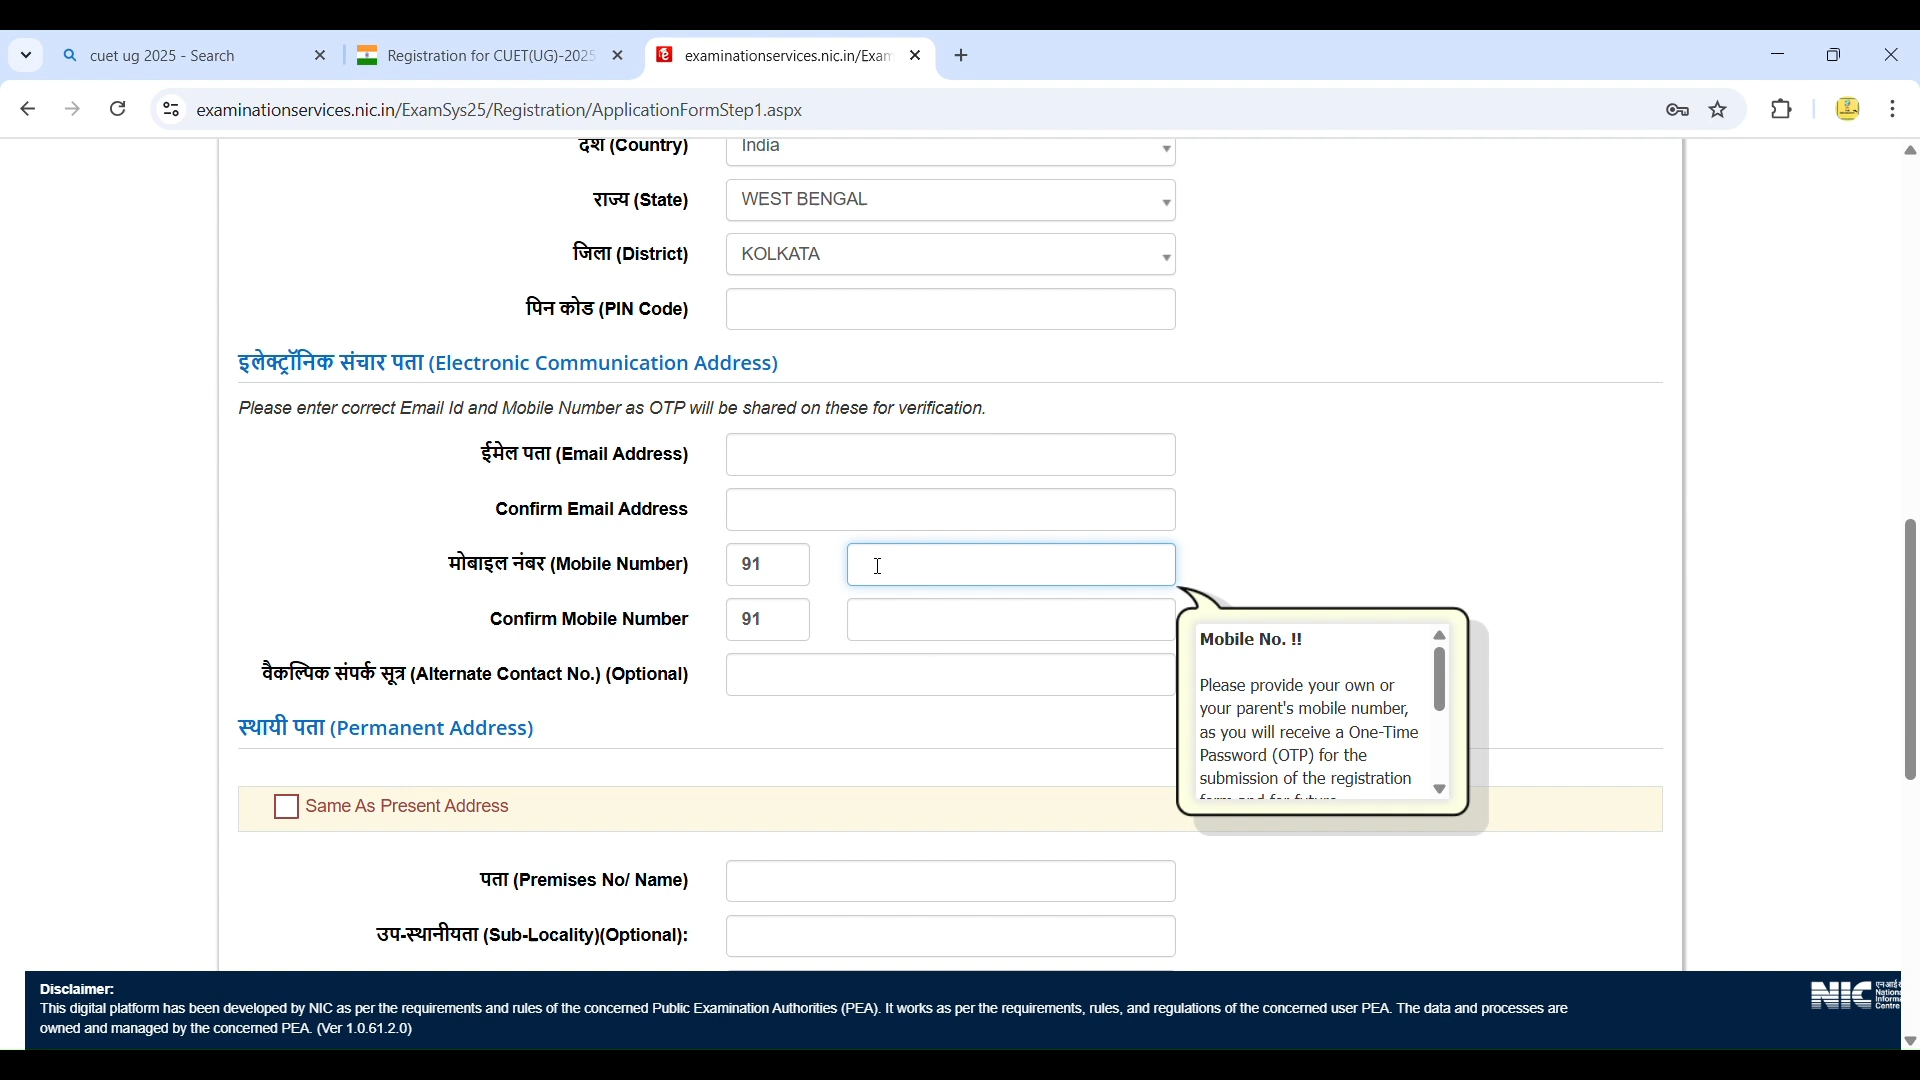 cuet ug 2025 - Search
Registration for CUET(UG)-2025
examinationservices.nic.in/Exam
examinationservices.nic.in/ExamSys25/Registration/ApplicationFormStep1.aspx
देश (Country) India
राज्य (State) WEST BENGAL
जिला (District) KOLKATA
पिन कोड (PIN Code)
इलेक्ट्रॉनिक संचार पता (Electronic Communication Address)
Please enter correct Email Id and Mobile Number as OTP will be shared on these for verification.
ईमेल पता (Email Address)
Confirm Email Address
मोबाइल नंबर (Mobile Number) 91
Confirm Mobile Number 91
वैकल्पिक संपर्क सूत्र (Alternate Contact No.) (Optional)
Mobile No. !!
Please provide your own or
your parent's mobile number,
as you will receive a One-Time
Password (OTP) for the
submission of the registration
form and for future
स्थायी पता (Permanent Address)
Same As Present Address
पता (Premises No/ Name)
उप-स्थानीयता (Sub-Locality)(Optional):
Disclaimer:
This digital platform has been developed by NIC as per the requirements and rules of the concerned Public Examination Authorities (PEA). It works as per the requirements, rules, and regulations of the concerned user PEA. The data and processes are
owned and managed by the concerned PEA. (Ver 1.0.61.2.0)
NIC